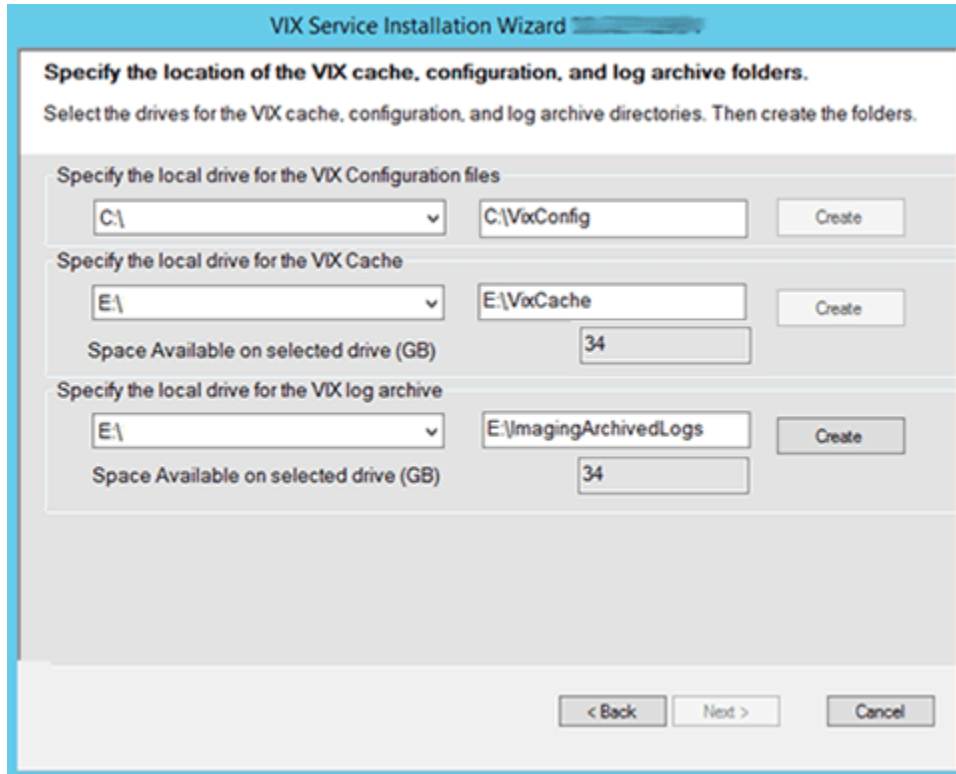 VIX Service Installation Wizard
Specify the location of the VIX cache, configuration, and log archive folders.
Select the drives for the VIX cache, configuration, and log archive directories. Then create the folders.
Specify the local drive for the VIX Configuration files
C:\ C:\VixConfig Create
Specify the local drive for the VIX Cache
E:\ E:\VixCache Create
Space Available on selected drive (GB) 34
Specify the local drive for the VIX log archive
E:\ E:\ImagingArchivedLogs Create
Space Available on selected drive (GB) 34
< Back Next > Cancel